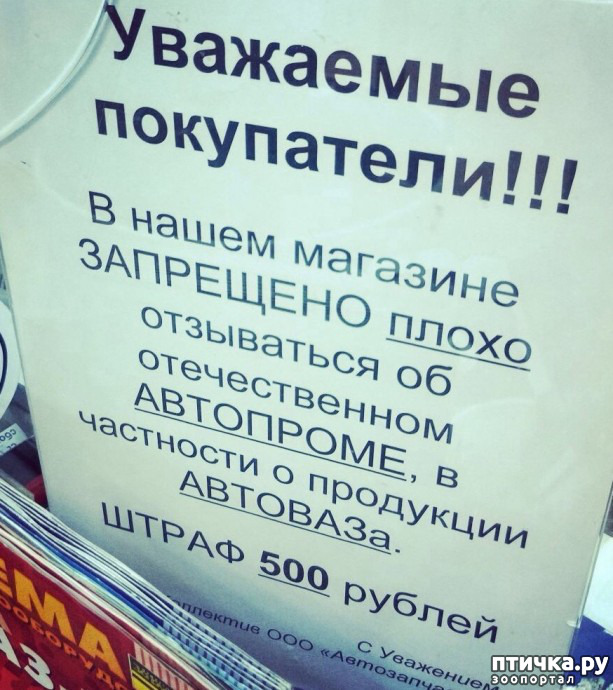 Уважаемые
покупатели!!!
В нашем магазине
ЗАПРЕЩЕНО плохо
отзываться об
отечественном
АВТОПРОМЕ, в
частности о продукции
АВТОВАЗа.
ШТРАФ 500 рублей
с Уважением
ООО
птичка.ру
зоопортал